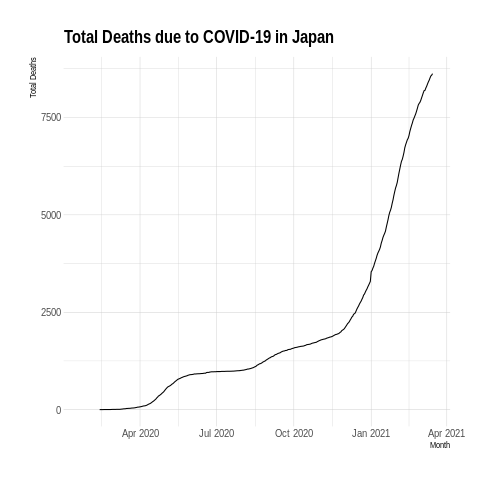 Total Deaths due to COVID-19 in Japan
Total Deaths
7500
5000
2500
0
Apr 2020 Jul 2020 Oct 2020 Jan 2021 Apr 2021
Month